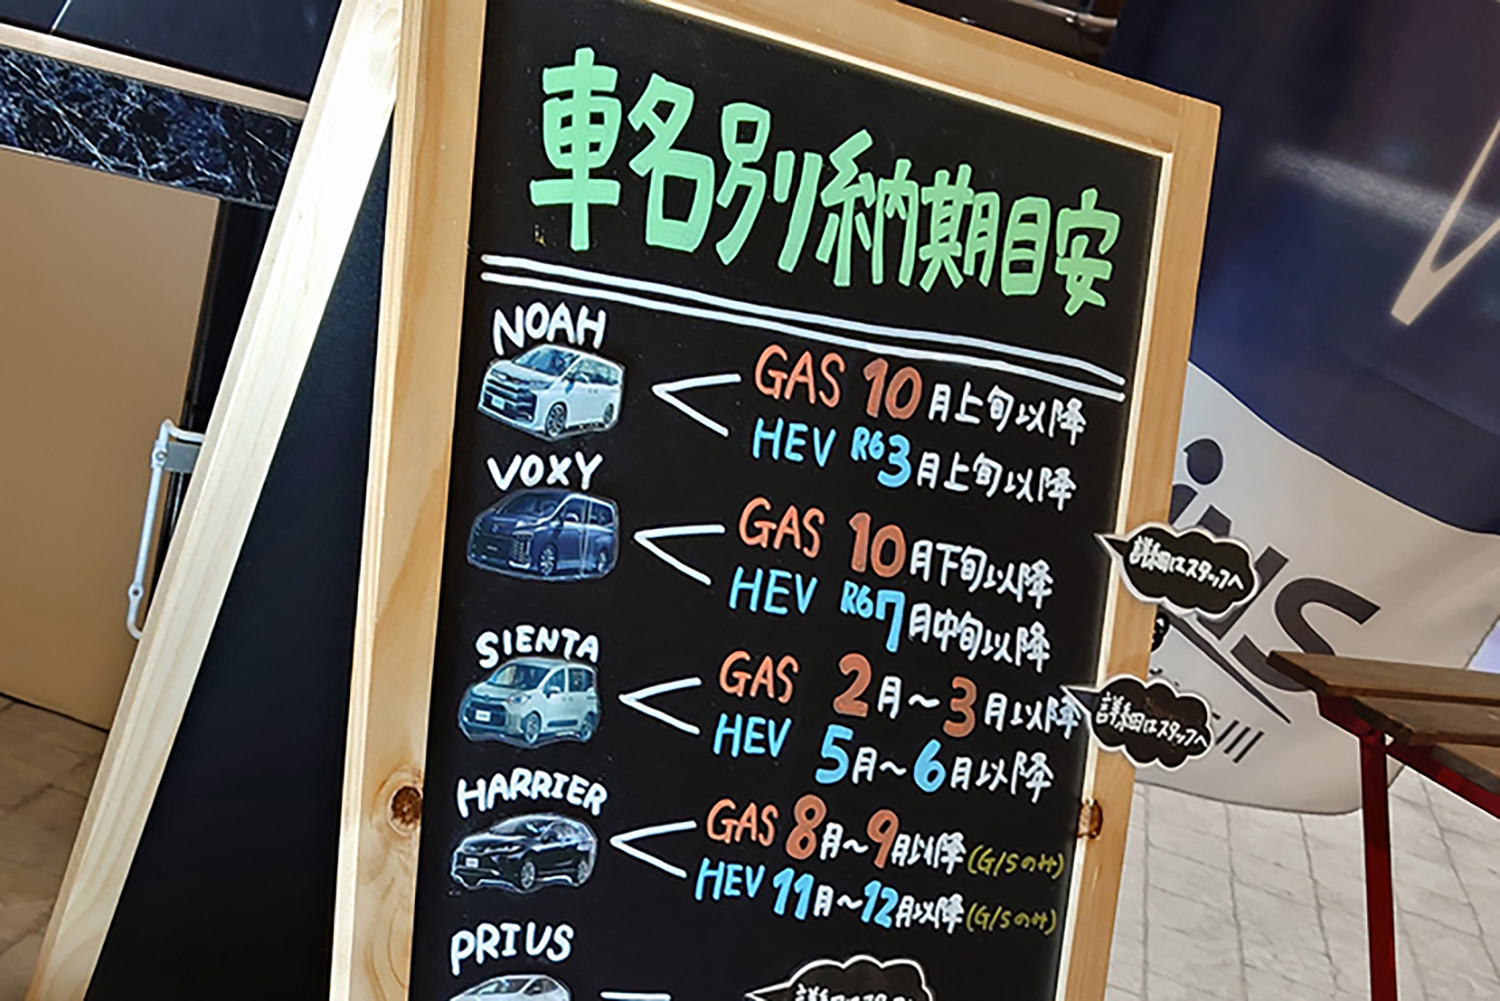 車名別納期目安
NOAH
GAS 10月上旬以降
HEV R6 3月上旬以降
VOXY
GAS 10月下旬以降
HEV R6 7月中旬以降
詳細はスタッフへ
SIENTA
GAS 2月～3月以降
HEV 5月～6月以降
詳細はスタッフへ
HARRIER
GAS 8月～9月以降(G/Sのみ)
HEV 11月～12月以降(G/Sのみ)
PRIUS